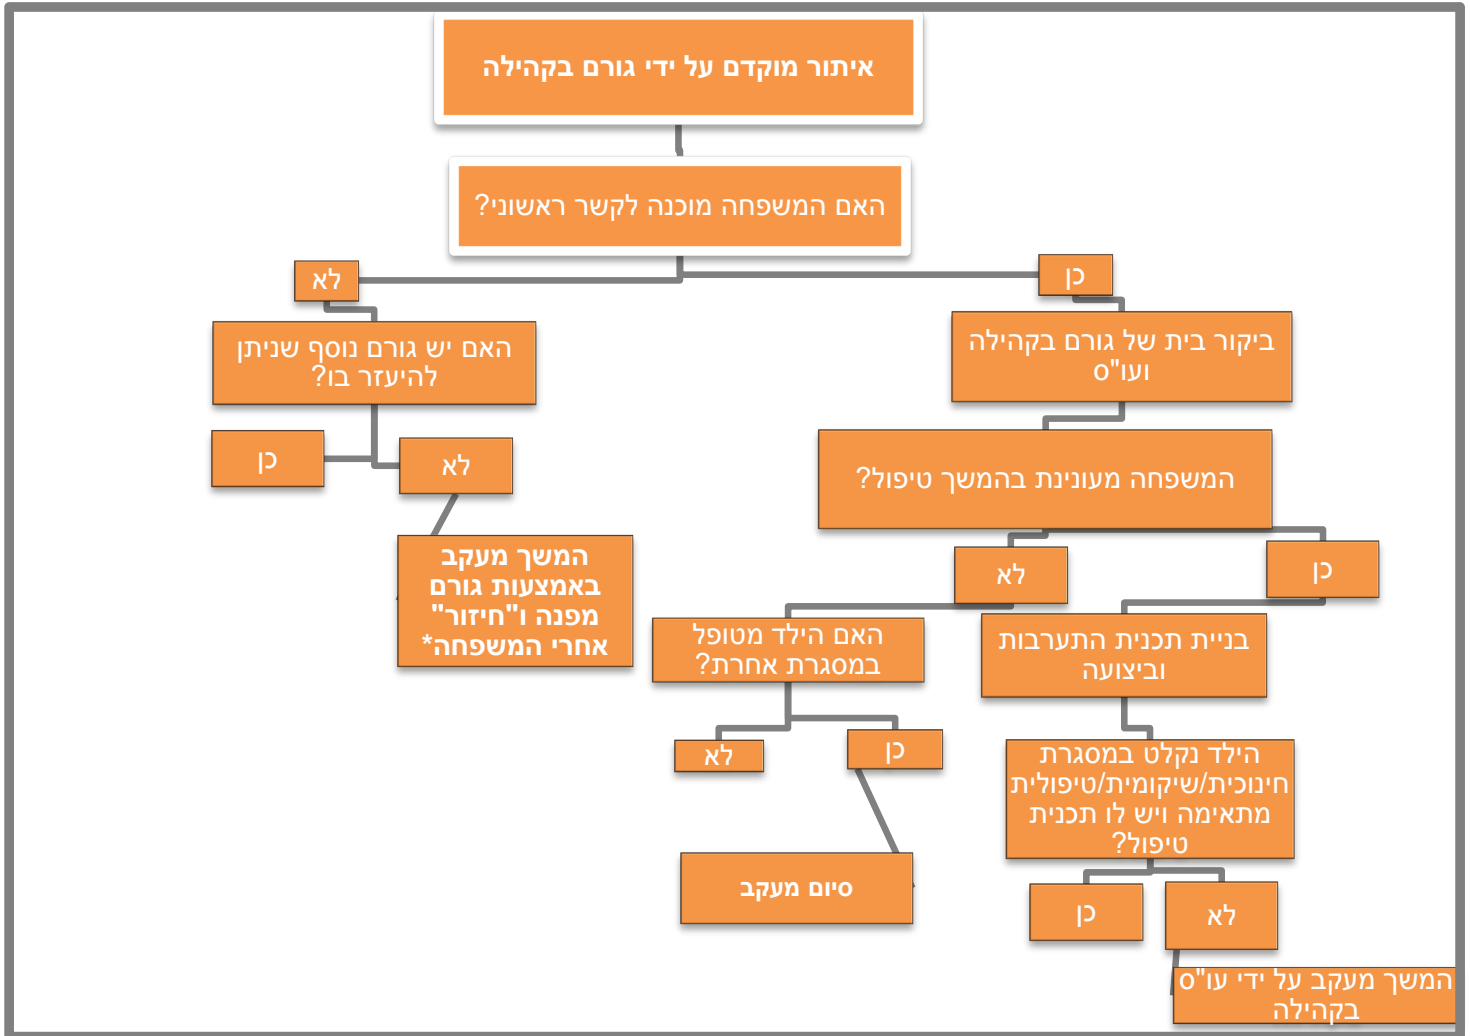 איתור מוקדם על ידי גורם בקהילה
האם המשפחה מוכנה לקשר ראשוני?
כן
לא
ביקור בית של גורם בקהילה
ועו"ס
האם יש גורם נוסף שניתן
להיעזר בו?
המשפחה מעונינת בהמשך טיפול?
לא
כן
כן
לא
המשך מעקב
באמצעות גורם
מפנה ו"חיזור"
אחרי המשפחה*
בניית תכנית התערבות
וביצועה
האם הילד מטופל
במסגרת אחרת?
הילד נקלט במסגרת
חינוכית/שיקומית/טיפולית
מתאימה ויש לו תכנית
טיפול?
כן
לא
סיום מעקב
לא
כן
המשך מעקב על ידי עו"ס
בקהילה